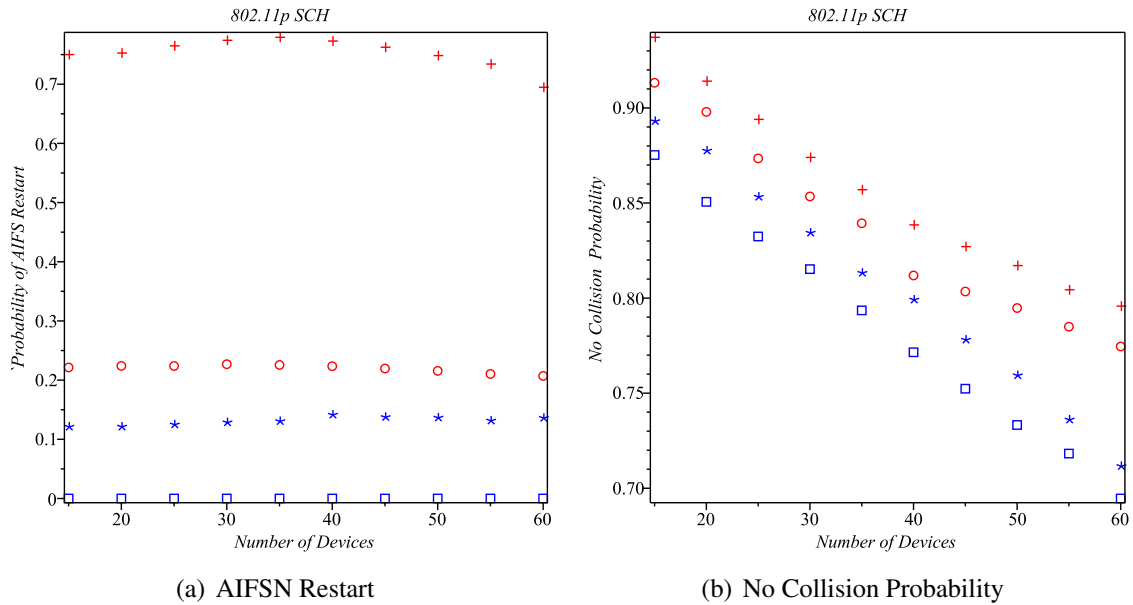 802.11p SCH
0.7
0.6
0.5
0.4
0.3
0.2
0.1
0
`Probability of AIFS Restart
20 30 40 50 60
Number of Devices
(a) AIFSN Restart
802.11p SCH
0.90
0.85
0.80
0.75
0.70
No Collision Probability
20 30 40 50 60
Number of Devices
(b) No Collision Probability